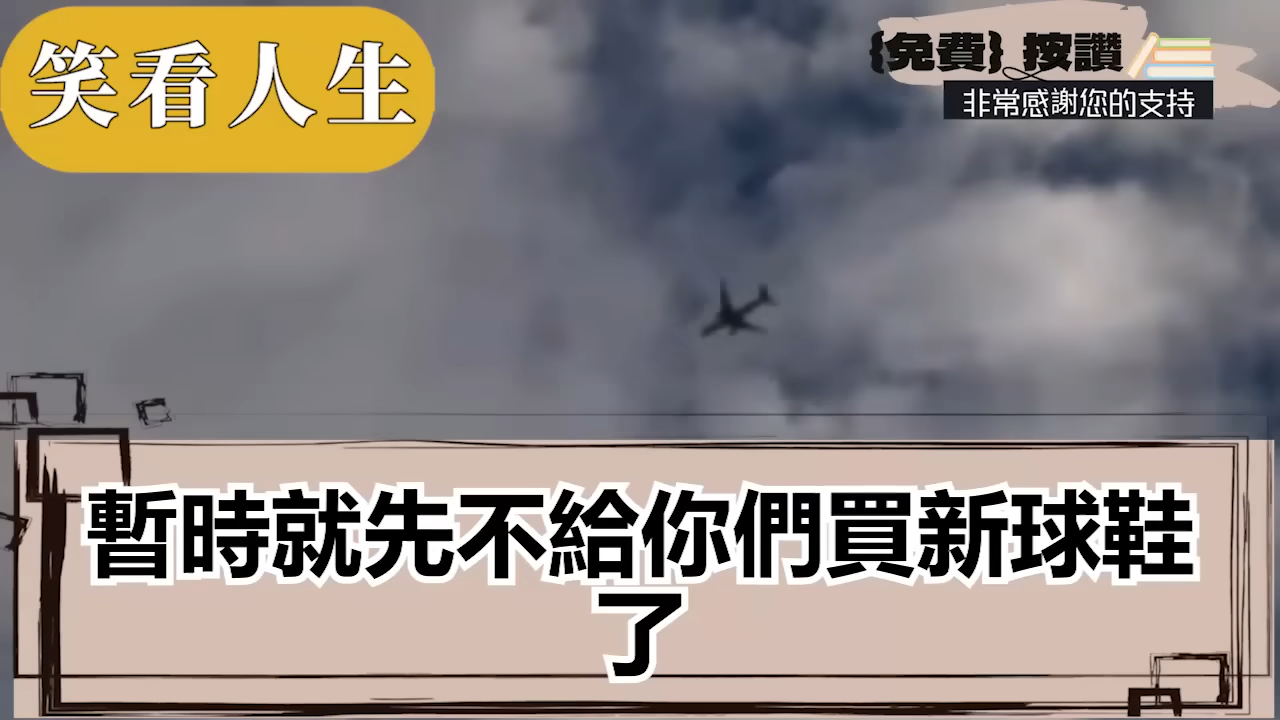 笑看人生
{免費} 按讚
非常感謝您的支持
暫時就先不給你們買新球鞋
了